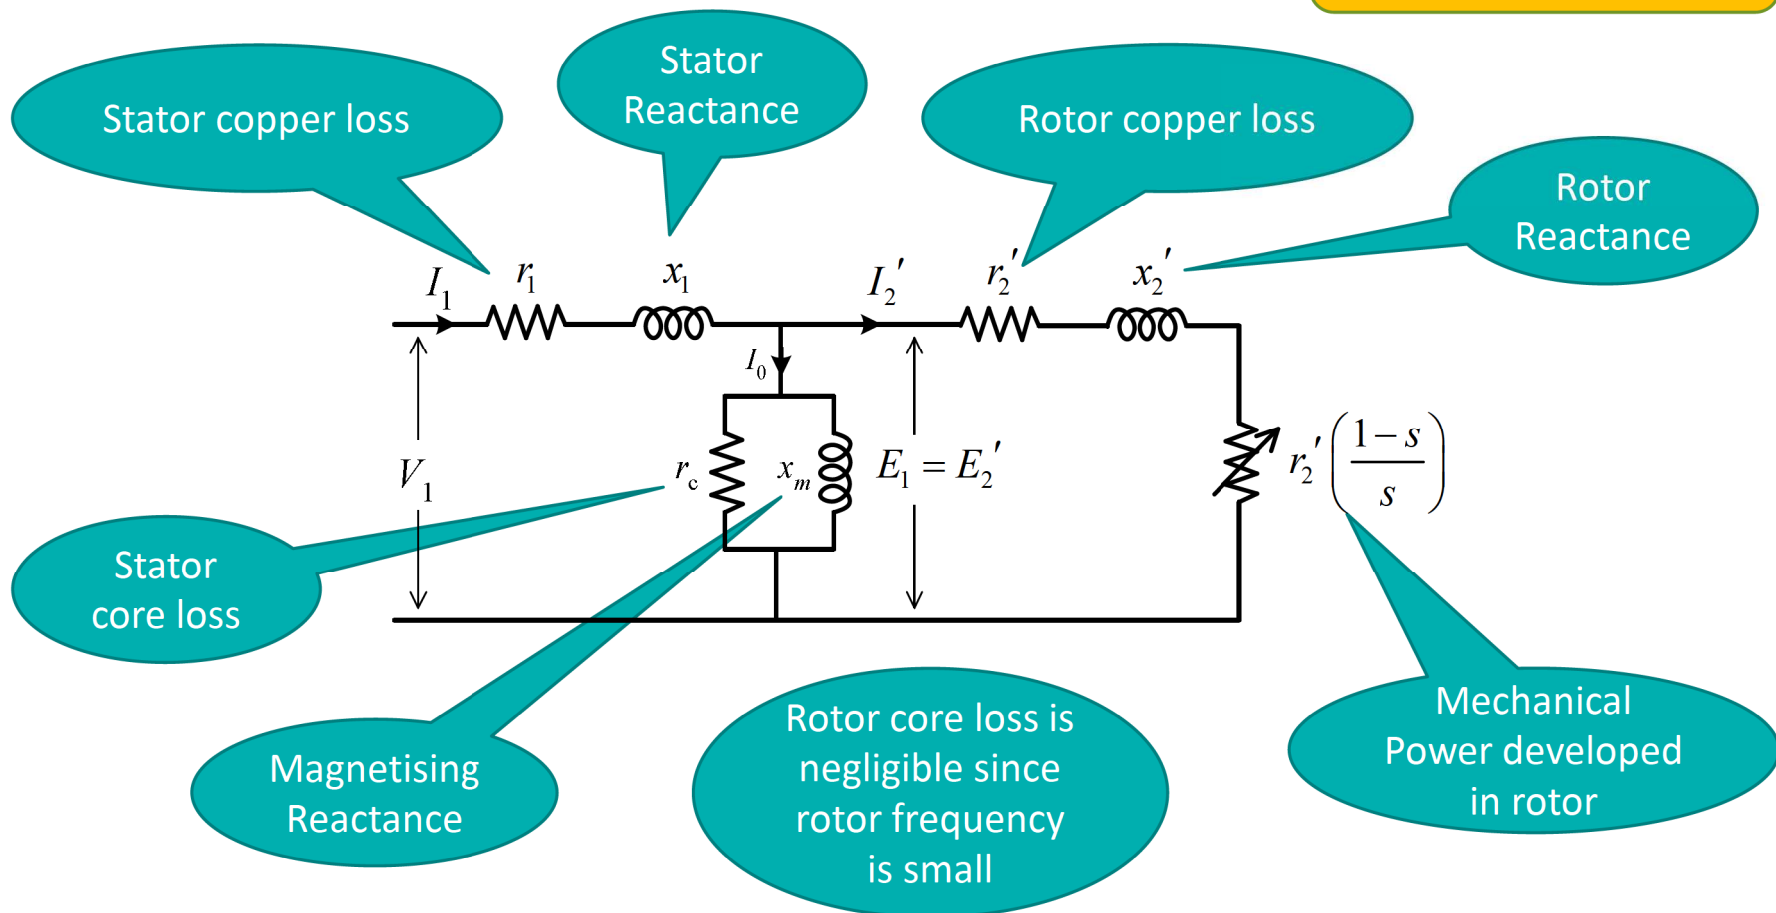 Stator copper loss
Stator
Reactance
Rotor copper loss
Rotor
Reactance
I₁
r₁
x₁
I₂′
r₂′
x₂′
I₀
V₁
r_c
x_m
E₁ = E₂′
r₂′((1−s)/s)
Stator
core loss
Magnetising
Reactance
Rotor core loss is
negligible since
rotor frequency
is small
Mechanical
Power developed
in rotor